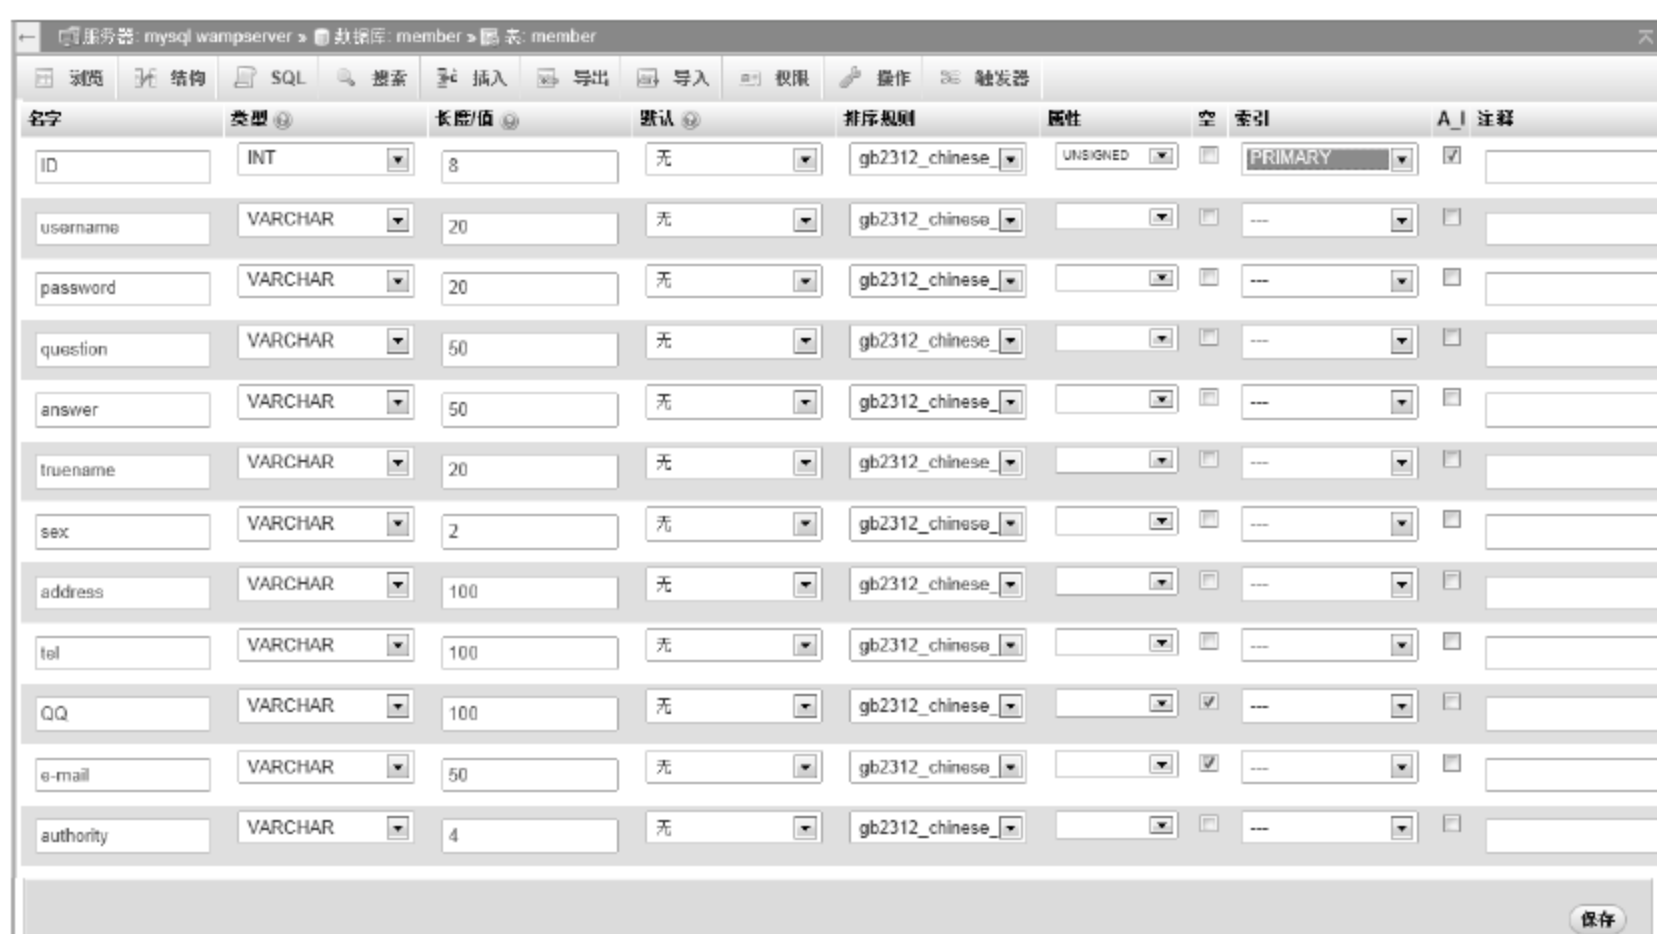 服务器: mysql wampserver » 数据库: member » 表: member
浏览 结构 SQL 搜索 插入 导出 导入 权限 操作 触发器
名字 类型 长度/值 默认 排序规则 属性 空 索引 A_I 注释
ID INT 8 无 gb2312_chinese_ UNSIGNED PRIMARY
username VARCHAR 20 无 gb2312_chinese_ ---
password VARCHAR 20 无 gb2312_chinese_ ---
question VARCHAR 50 无 gb2312_chinese_ ---
answer VARCHAR 50 无 gb2312_chinese_ ---
truename VARCHAR 20 无 gb2312_chinese_ ---
sex VARCHAR 2 无 gb2312_chinese_ ---
address VARCHAR 100 无 gb2312_chinese_ ---
tel VARCHAR 100 无 gb2312_chinese_ ---
QQ VARCHAR 100 无 gb2312_chinese_ ---
e-mail VARCHAR 50 无 gb2312_chinese_ ---
authority VARCHAR 4 无 gb2312_chinese_ ---
保存